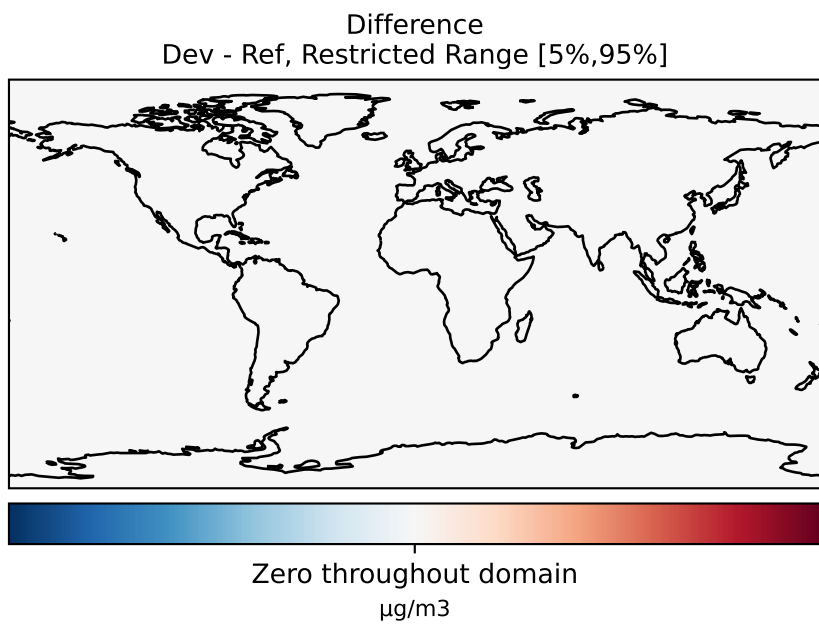 Difference
Dev - Ref, Restricted Range [5%,95%]
Zero throughout domain
µg/m3